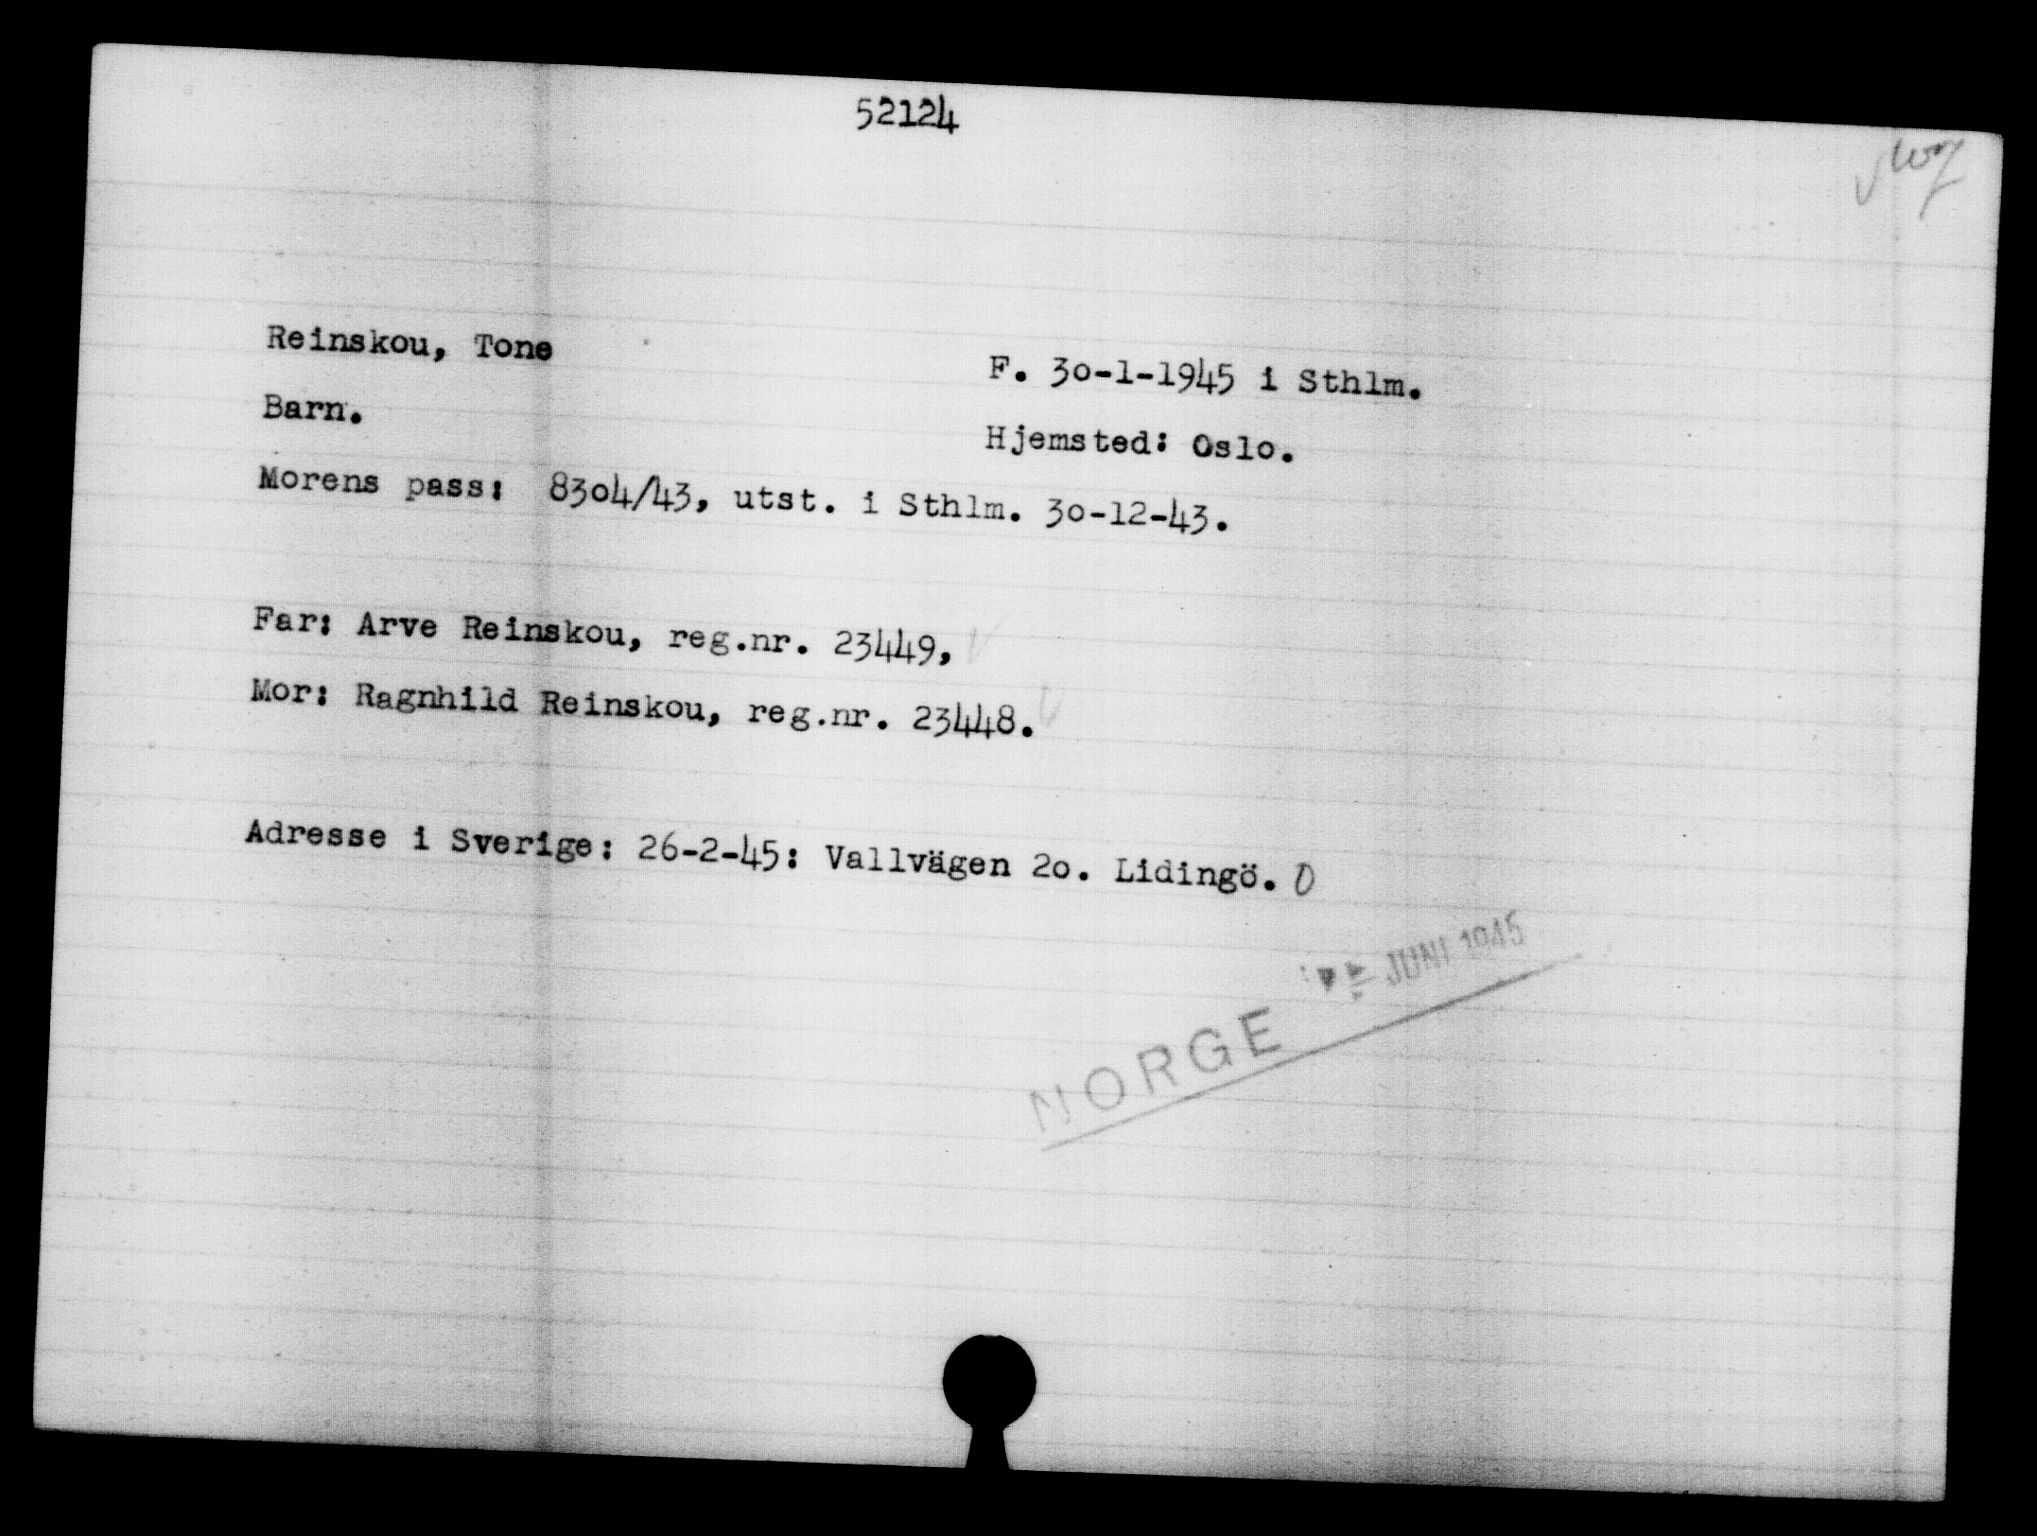 52124
Reinskou, Tone
F. 30-1-1945 i Sthlm.
Barn.
Hjemsted: Oslo.
Morens pass: 8304/43, utst. i Sthlm. 30-12-43.
Far: Arve Reinskou, reg.nr. 23449,
Mor: Ragnhild Reinskou, reg.nr. 23448.
Adresse i Sverige: 26-2-45: Vallvägen 20. Lidingö.
JUNI 1945
NORGE